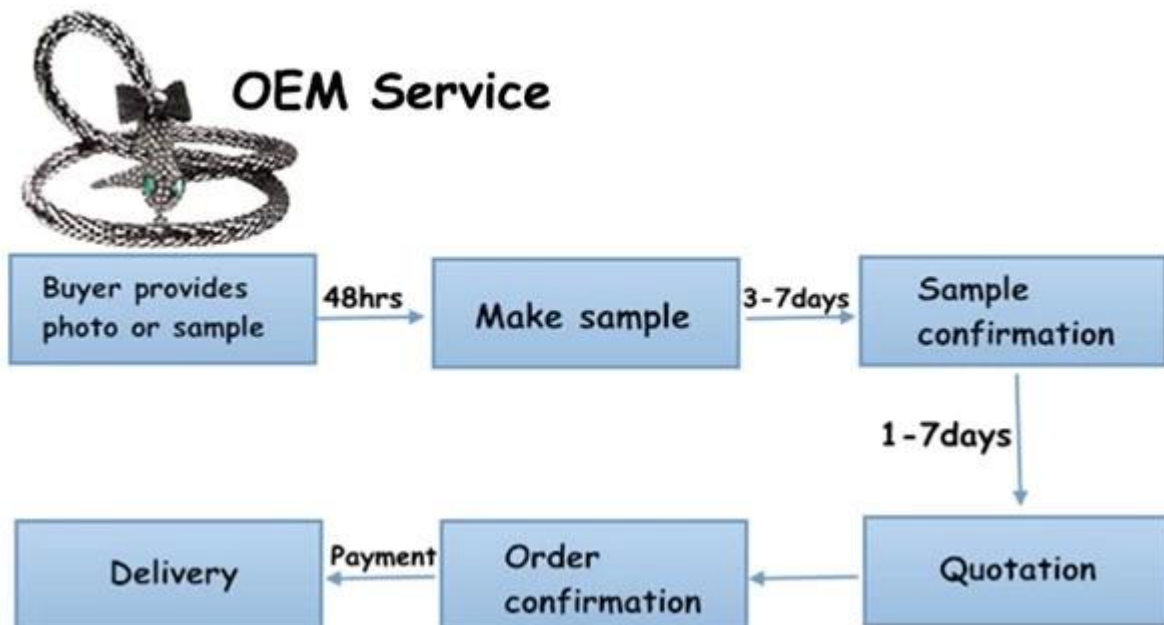 OEM Service
Buyer provides
photo or sample
48hrs
Make sample
3-7days
Sample
confirmation
1-7days
Quotation
Order
confirmation
Payment
Delivery